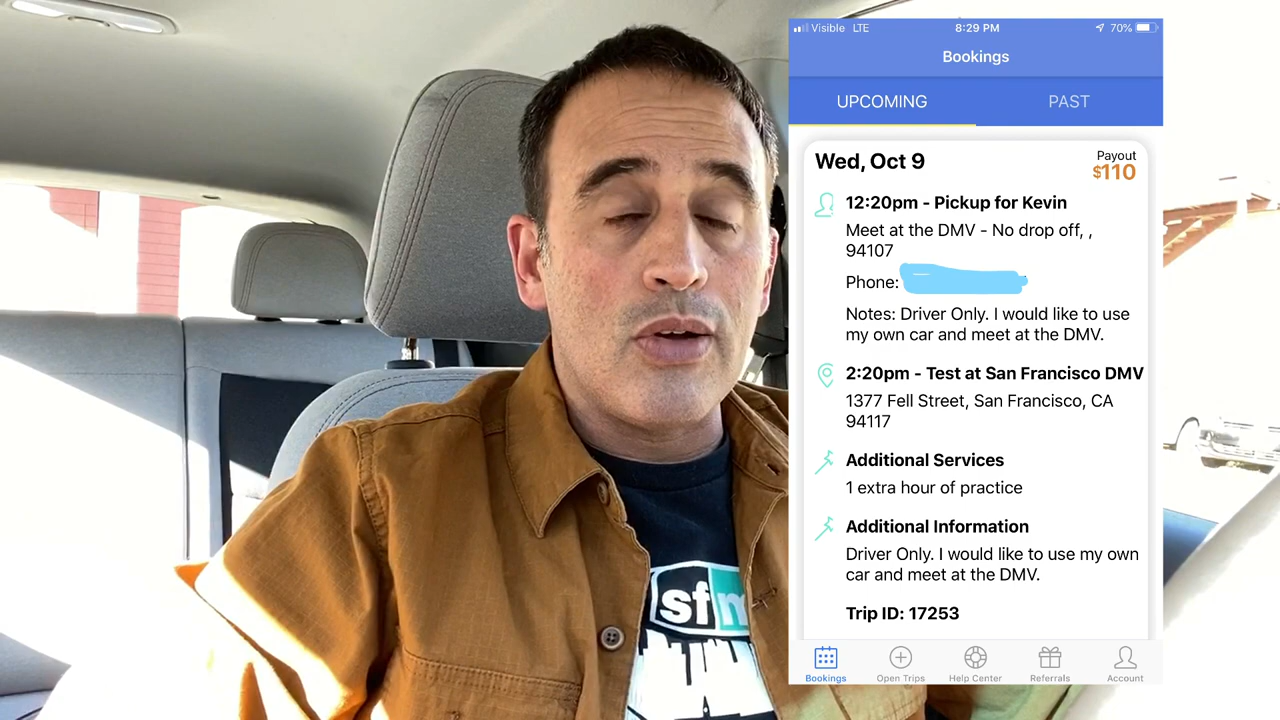 Visible LTE 8:29 PM 70%
Bookings
UPCOMING PAST
Wed, Oct 9
Payout
$110
12:20pm - Pickup for Kevin
Meet at the DMV - No drop off, ,
94107
Phone:
Notes: Driver Only. I would like to use
my own car and meet at the DMV.
2:20pm - Test at San Francisco DMV
1377 Fell Street, San Francisco, CA
94117
Additional Services
1 extra hour of practice
Additional Information
Driver Only. I would like to use my own
car and meet at the DMV.
Trip ID: 17253
Bookings Open Trips Help Center Referrals Account
sfm